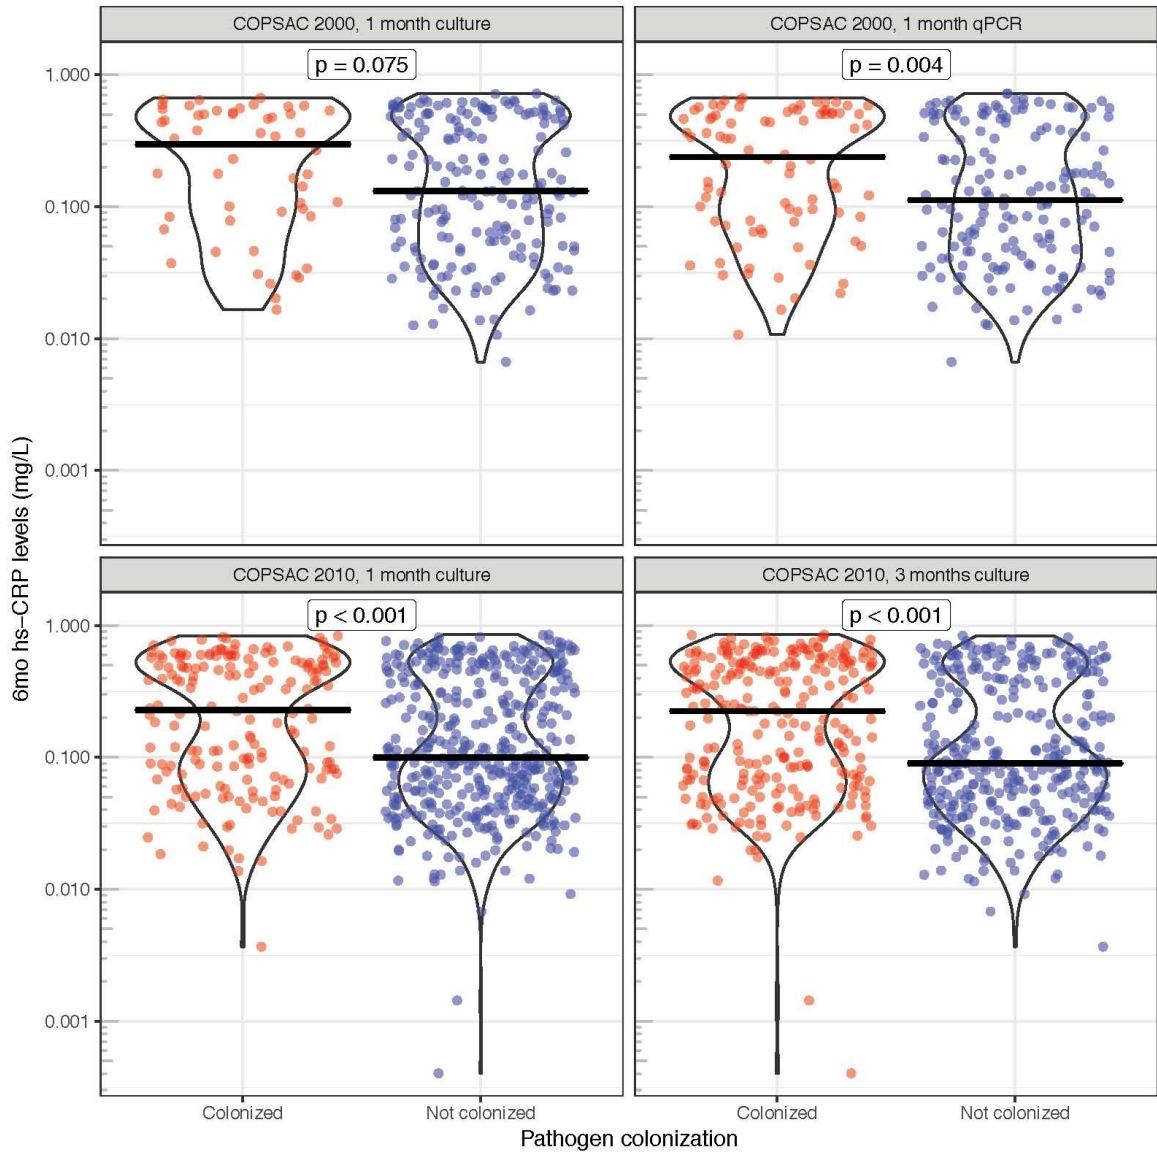 COPSAC 2000, 1 month culture
COPSAC 2000, 1 month qPCR
p = 0.075
p = 0.004
1.000
0.100
0.010
0.001
6mo hs−CRP levels (mg/L)
COPSAC 2010, 1 month culture
COPSAC 2010, 3 months culture
p < 0.001
p < 0.001
1.000
0.100
0.010
0.001
Colonized
Not colonized
Colonized
Not colonized
Pathogen colonization